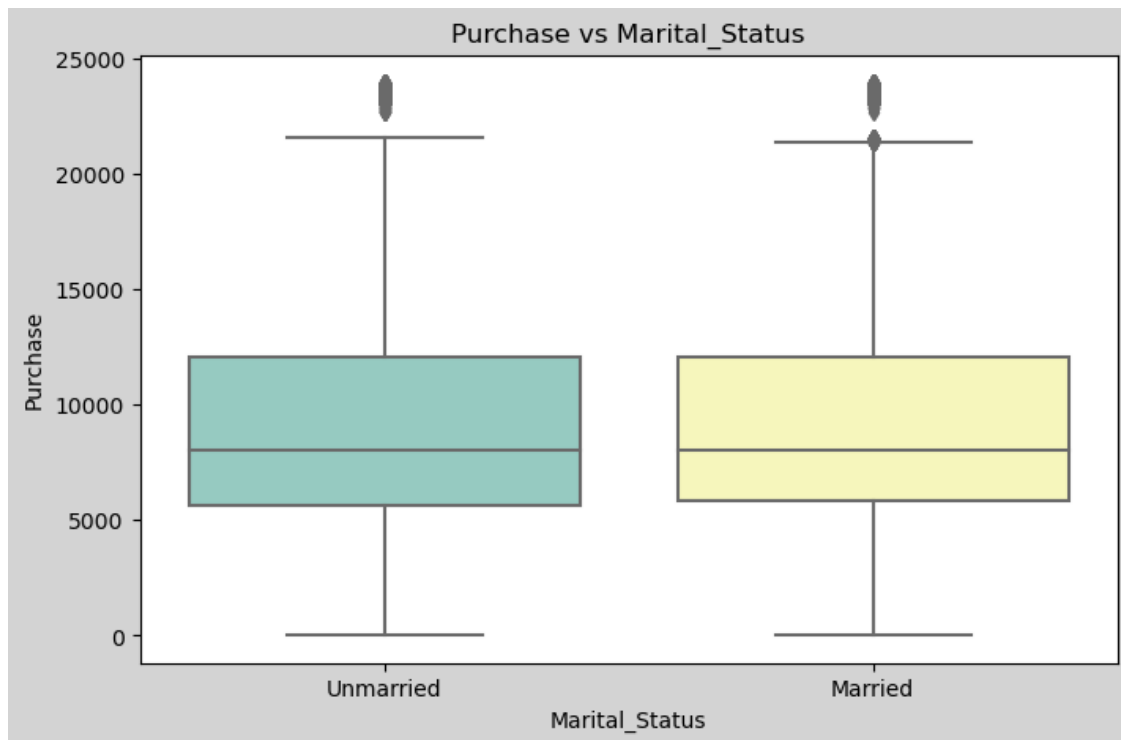 Purchase vs Marital_Status
25000
20000
15000
10000
5000
0
Purchase
Unmarried
Married
Marital_Status